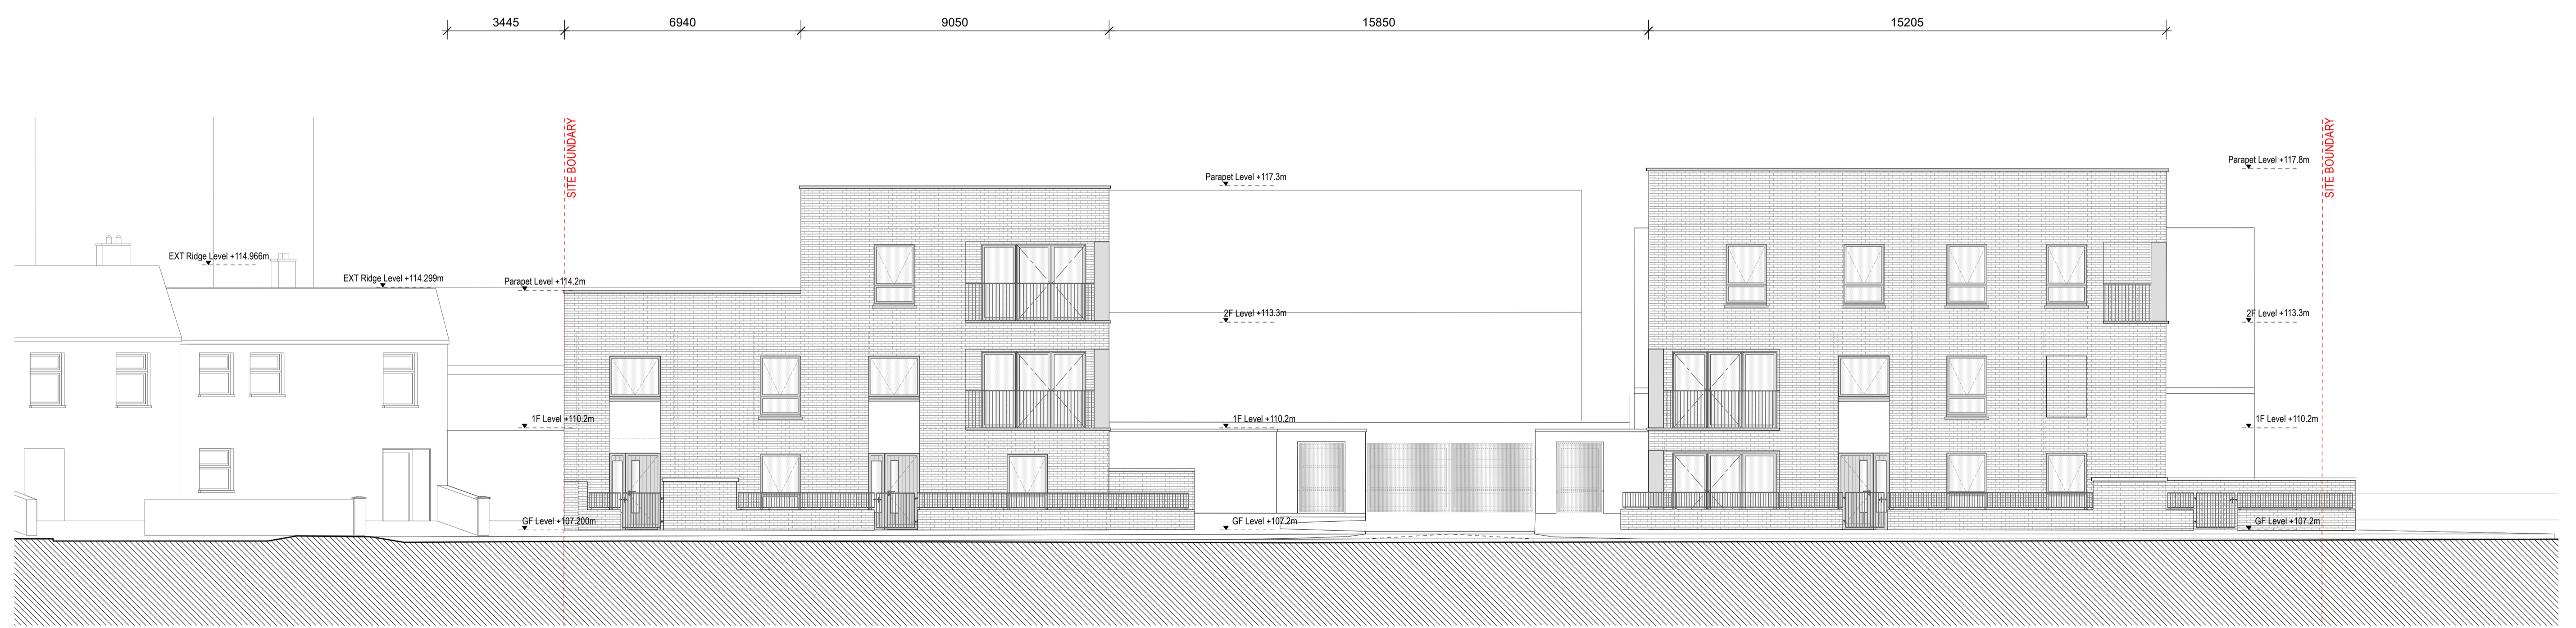 3445
6940
9050
15850
15205
SITE BOUNDARY
SITE BOUNDARY
Parapet Level +117.8m
Parapet Level +117.3m
EXT Ridge Level +114.966m
EXT Ridge Level +114.299m
Parapet Level +114.2m
2F Level +113.3m
2F Level +113.3m
1F Level +110.2m
1F Level +110.2m
1F Level +110.2m
GF Level +107.200m
GF Level +107.2m
GF Level +107.2m